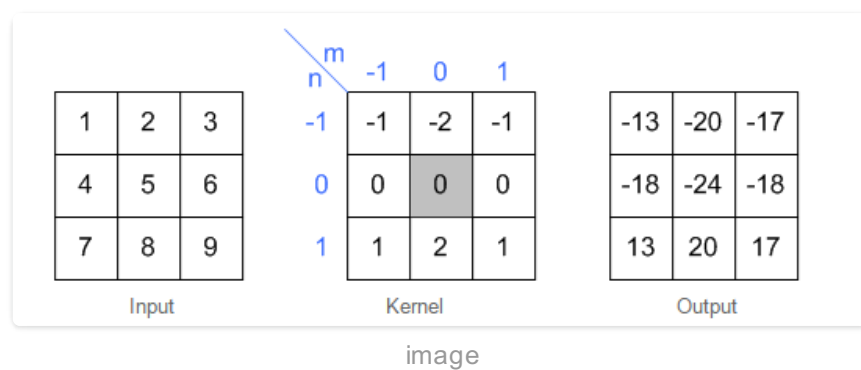 m
n -1 0 1
1 2 3 -1 -1 -2 -1 -13 -20 -17
4 5 6 0 0 0 0 -18 -24 -18
7 8 9 1 1 2 1 13 20 17
Input Kernel Output
image